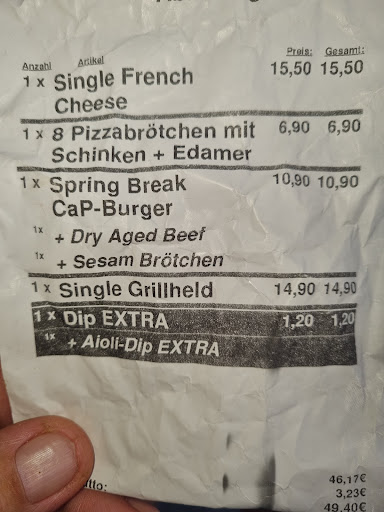 Anzahl Artikel Preis: Gesamt:
1 x Single French 15,50 15,50
Cheese
1 x 8 Pizzabrötchen mit 6,90 6,90
Schinken + Edamer
1 x Spring Break 10,90 10,90
CaP-Burger
1x + Dry Aged Beef
1x + Sesam Brötchen
1 x Single Grillheld 14,90 14,90
1 x Dip EXTRA 1,20 1,20
1x + Aioli-Dip EXTRA
46,17€
3,23€
49,40€